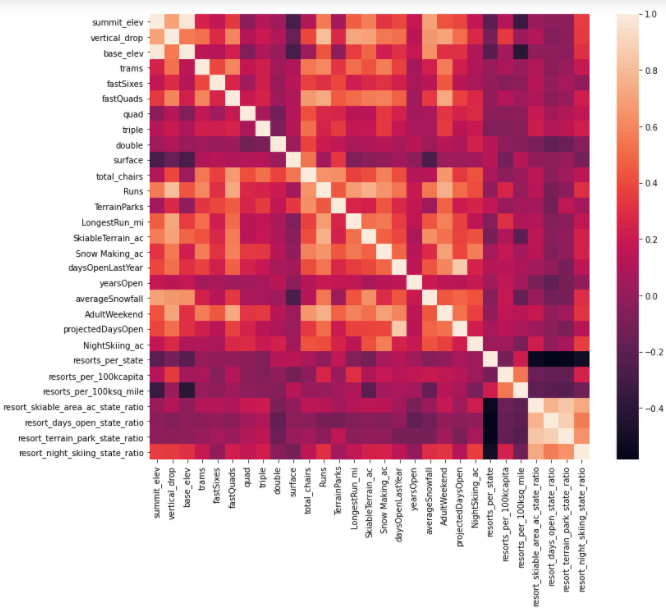 summit_elev
vertical_drop
base_elev
trams
fastSixes
fastQuads
quad
triple
double
surface
total_chairs
Runs
TerrainParks
LongestRun_mi
SkiableTerrain_ac
Snow Making_ac
daysOpenLastYear
yearsOpen
averageSnowfall
AdultWeekend
projectedDaysOpen
NightSkiing_ac
resorts_per_state
resorts_per_100kcapita
resorts_per_100ksq_mile
resort_skiable_area_ac_state_ratio
resort_days_open_state_ratio
resort_terrain_park_state_ratio
resort_night_skiing_state_ratio
summit_elev
vertical_drop
base_elev
trams
fastSixes
fastQuads
quad
triple
double
surface
total_chairs
Runs
TerrainParks
LongestRun_mi
SkiableTerrain_ac
Snow Making_ac
daysOpenLastYear
yearsOpen
averageSnowfall
AdultWeekend
projectedDaysOpen
NightSkiing_ac
resorts_per_state
resorts_per_100kcapita
resorts_per_100ksq_mile
resort_skiable_area_ac_state_ratio
resort_days_open_state_ratio
resort_terrain_park_state_ratio
resort_night_skiing_state_ratio
1.0
0.8
0.6
0.4
0.2
0.0
−0.2
−0.4